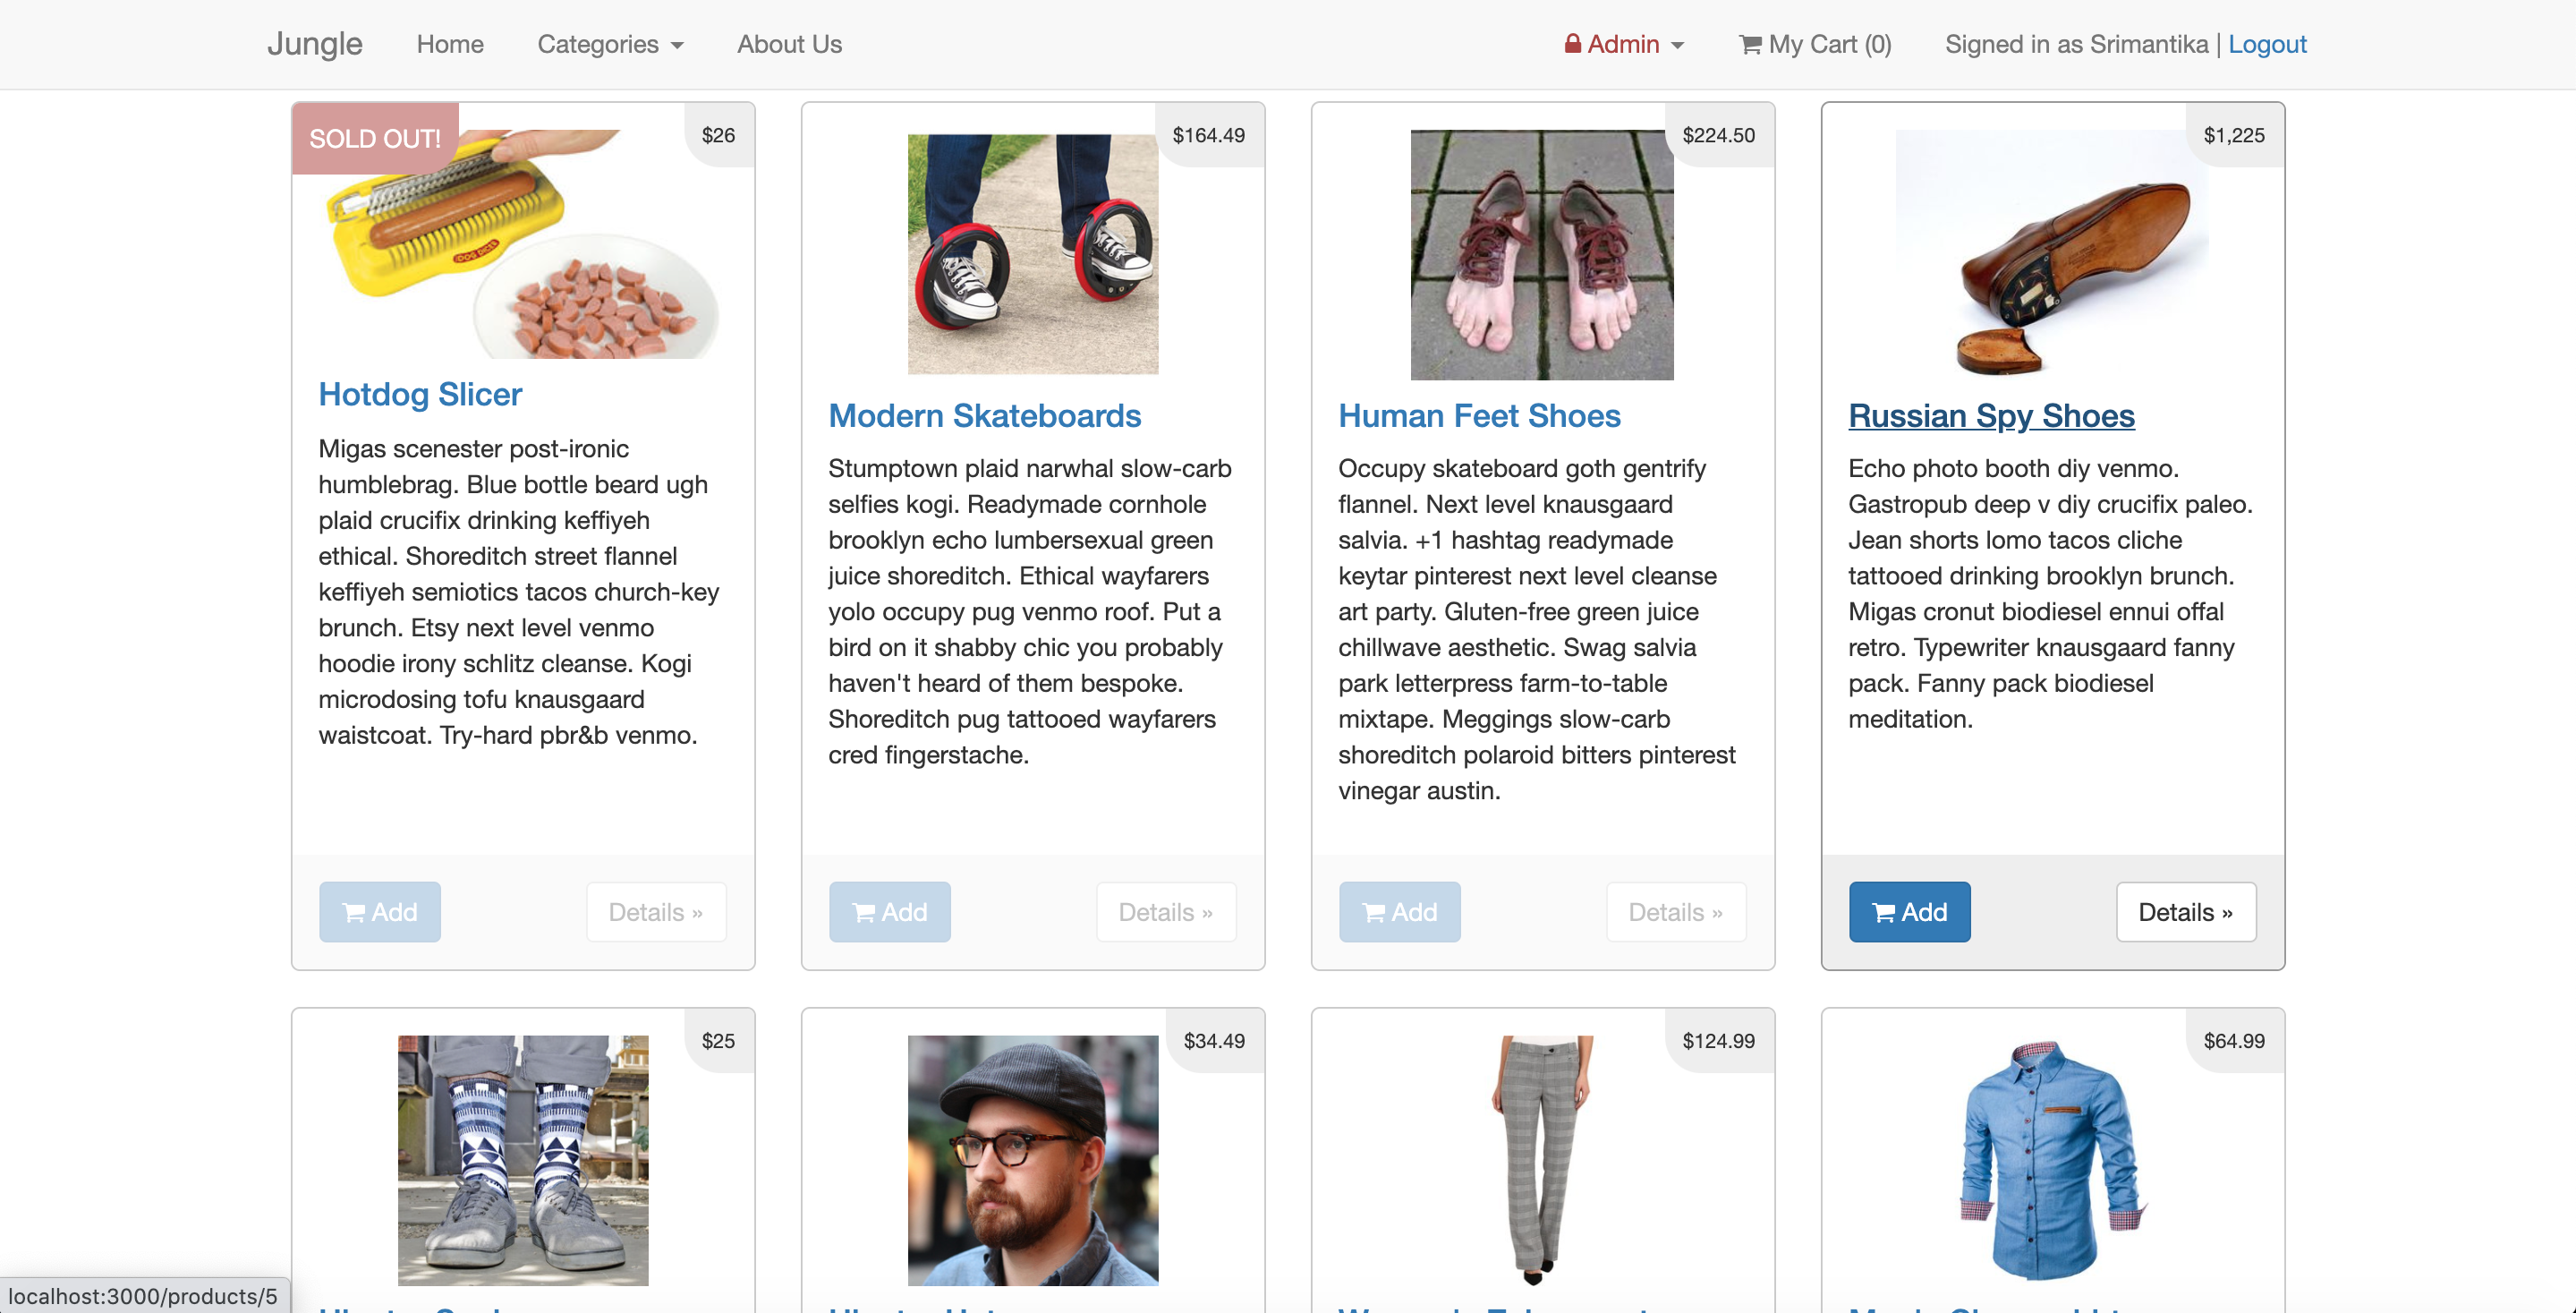 Jungle Home Categories About Us Admin My Cart (0) Signed in as Srimantika | Logout
SOLD OUT!
$26
Hotdog Slicer
Migas scenester post-ironic
humblebrag. Blue bottle beard ugh
plaid crucifix drinking keffiyeh
ethical. Shoreditch street flannel
keffiyeh semiotics tacos church-key
brunch. Etsy next level venmo
hoodie irony schlitz cleanse. Kogi
microdosing tofu knausgaard
waistcoat. Try-hard pbr&b venmo.
Add
Details »
$164.49
Modern Skateboards
Stumptown plaid narwhal slow-carb
selfies kogi. Readymade cornhole
brooklyn echo lumbersexual green
juice shoreditch. Ethical wayfarers
yolo occupy pug venmo roof. Put a
bird on it shabby chic you probably
haven't heard of them bespoke.
Shoreditch pug tattooed wayfarers
cred fingerstache.
Add
Details »
$224.50
Human Feet Shoes
Occupy skateboard goth gentrify
flannel. Next level knausgaard
salvia. +1 hashtag readymade
keytar pinterest next level cleanse
art party. Gluten-free green juice
chillwave aesthetic. Swag salvia
park letterpress farm-to-table
mixtape. Meggings slow-carb
shoreditch polaroid bitters pinterest
vinegar austin.
Add
Details »
$1,225
Russian Spy Shoes
Echo photo booth diy venmo.
Gastropub deep v diy crucifix paleo.
Jean shorts lomo tacos cliche
tattooed drinking brooklyn brunch.
Migas cronut biodiesel ennui offal
retro. Typewriter knausgaard fanny
pack. Fanny pack biodiesel
meditation.
Add
Details »
$25
$34.49
$124.99
$64.99
localhost:3000/products/5